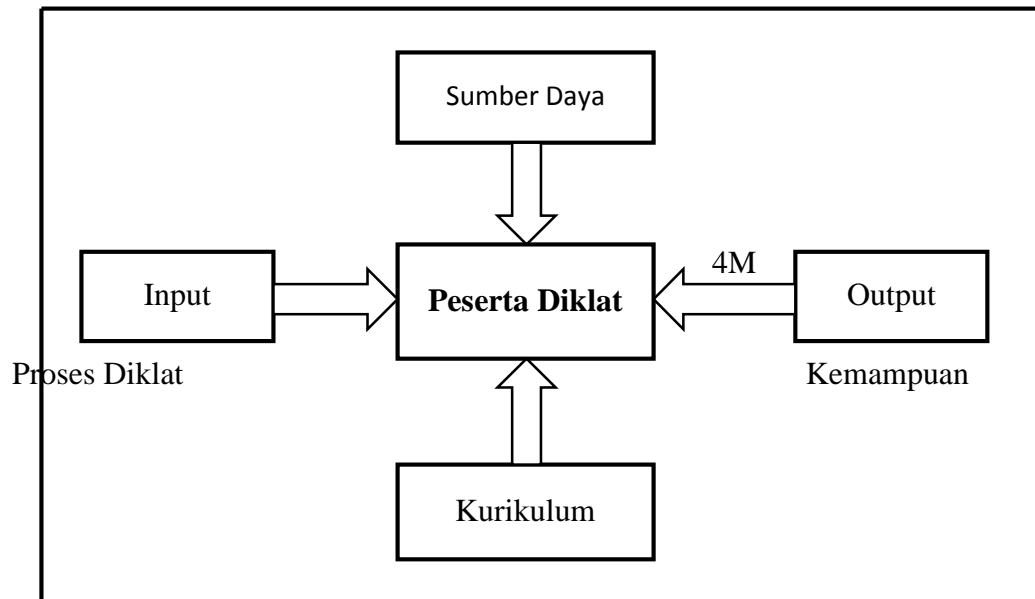 Sumber Daya
4M
Input
Peserta Diklat
Output
Proses Diklat
Kemampuan
Kurikulum